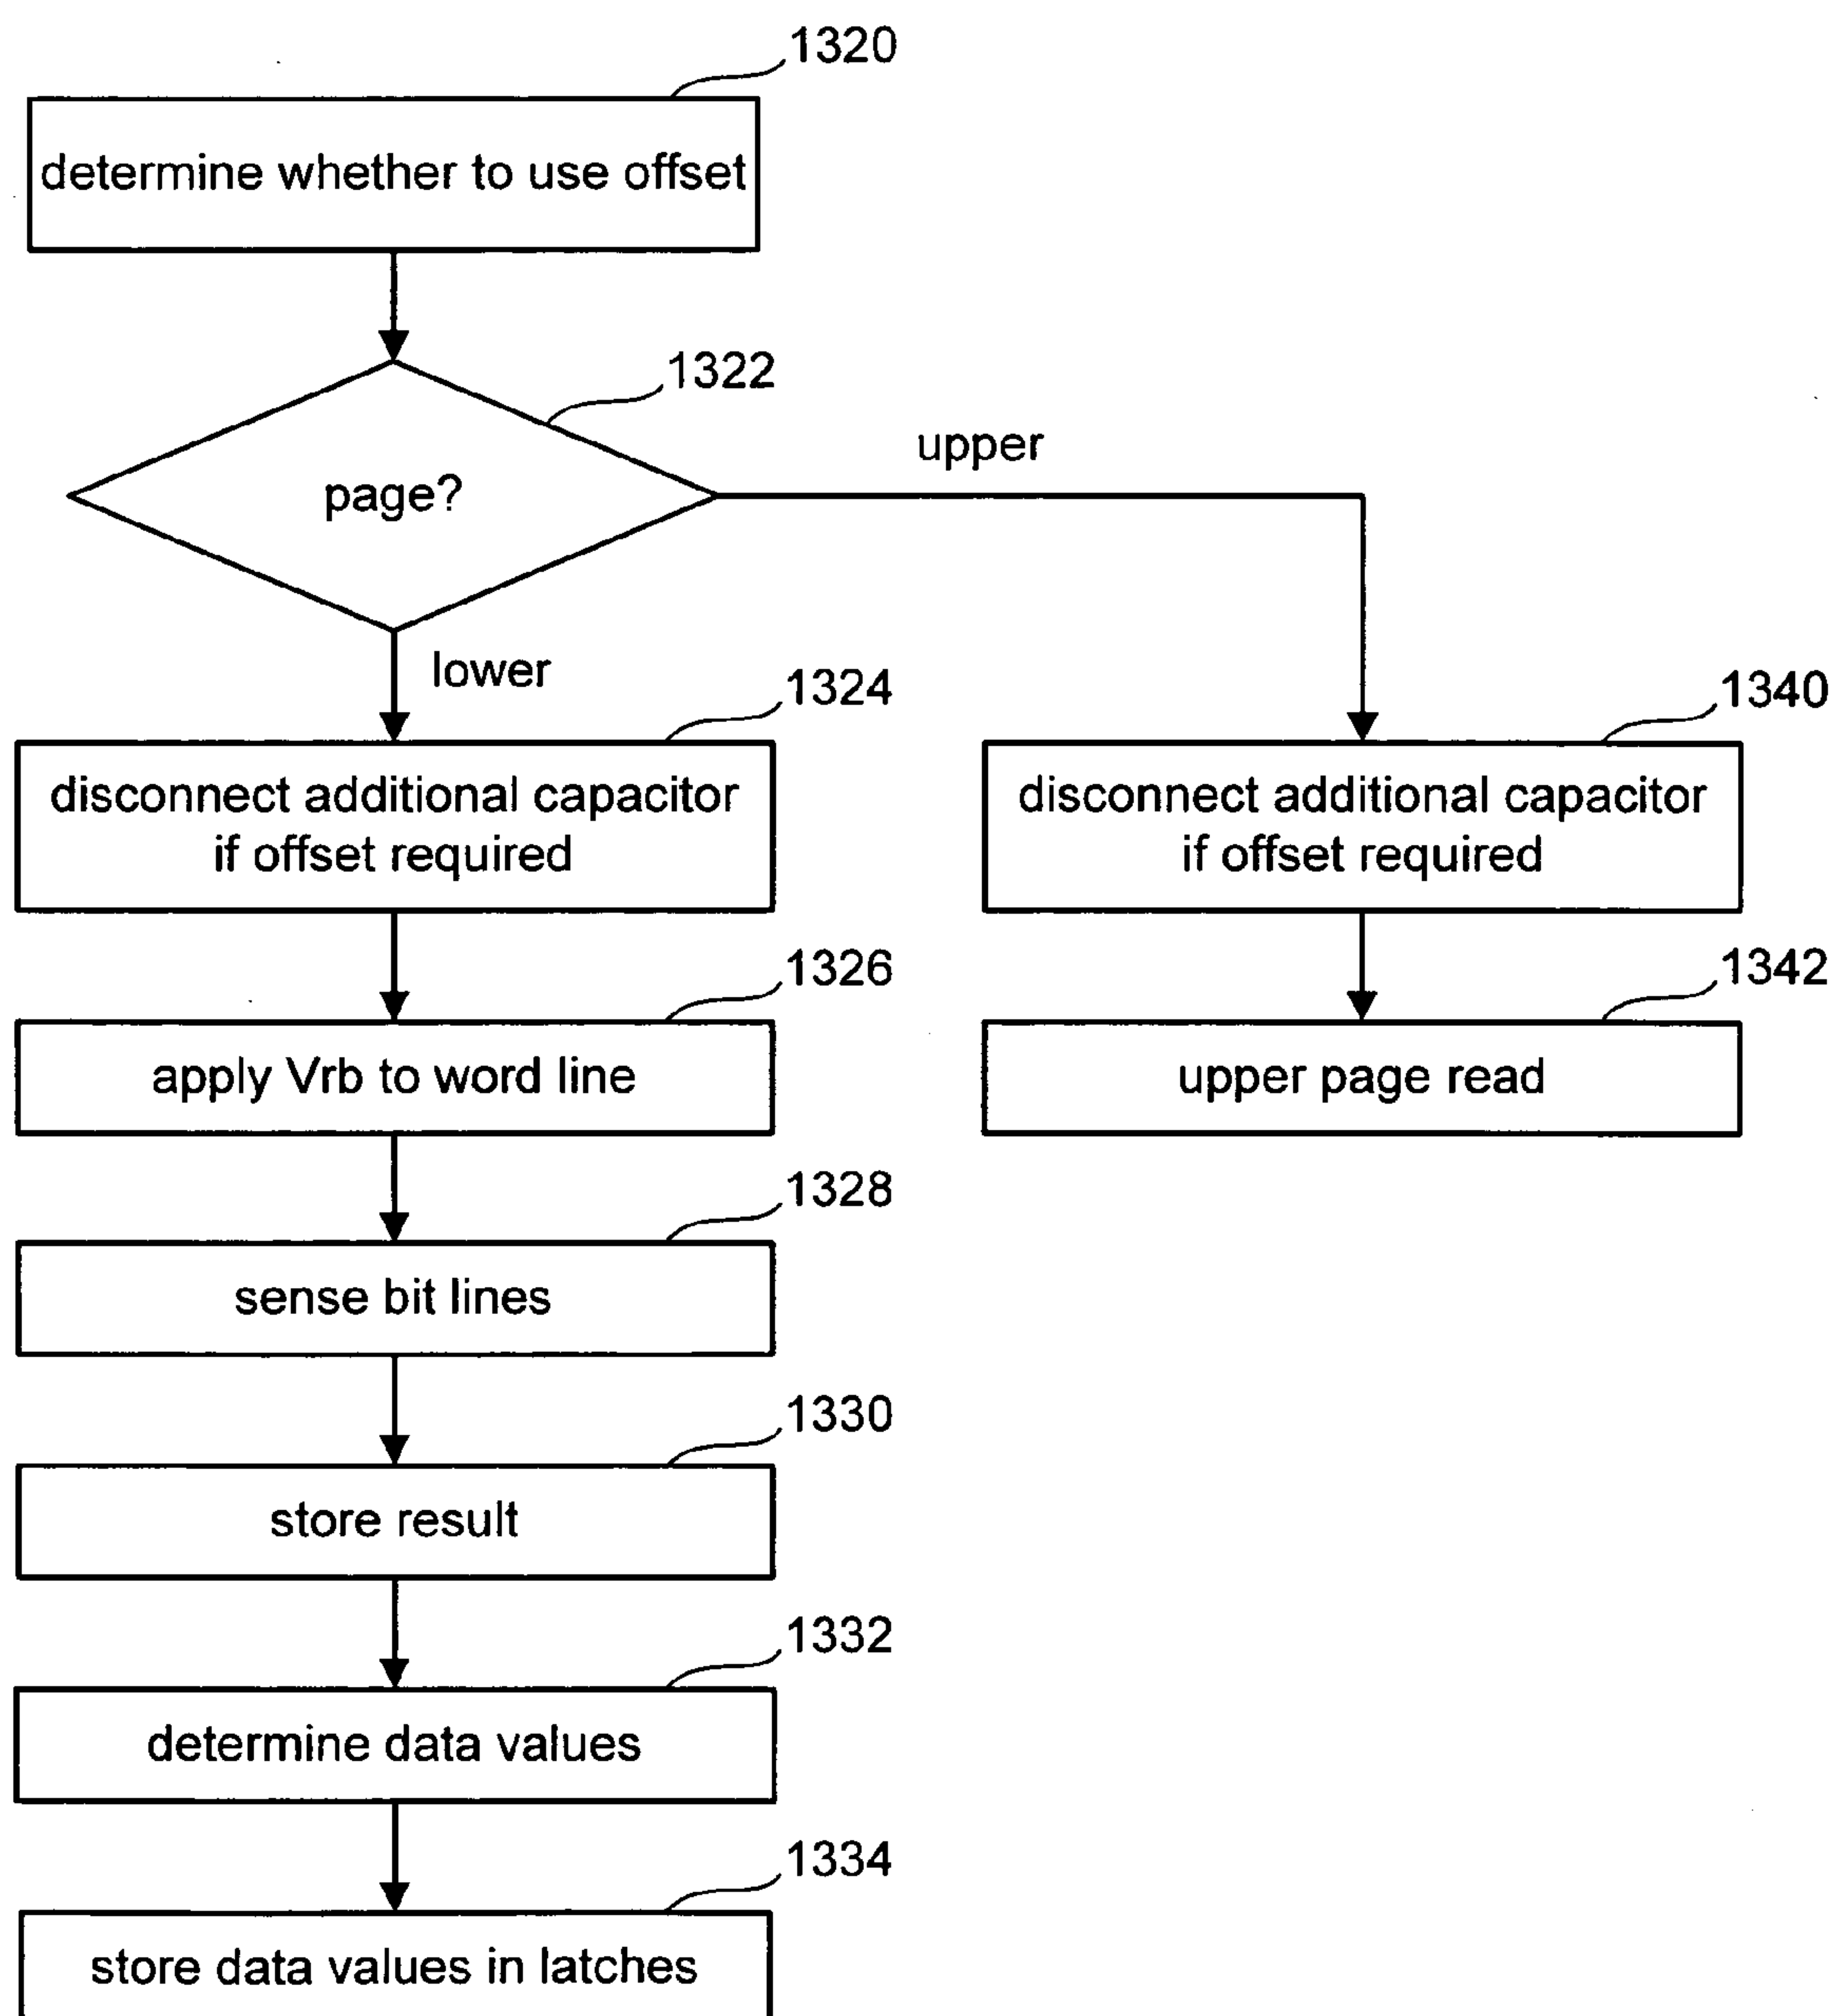 1320
determine whether to use offset
1322
page?
upper
lower
1324
disconnect additional capacitor
if offset required
1340
disconnect additional capacitor
if offset required
1326
apply Vrb to word line
1342
upper page read
1328
sense bit lines
1330
store result
1332
determine data values
1334
store data values in latches